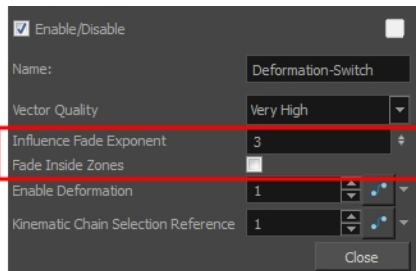 Enable/Disable
Name: Deformation-Switch
Vector Quality Very High
Influence Fade Exponent 3
Fade Inside Zones
Enable Deformation 1
Kinematic Chain Selection Reference 1
Close